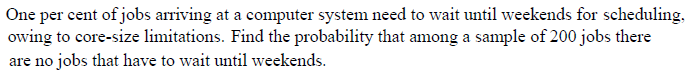 One per cent of jobs arriving at a computer system need to wait until weekends for scheduling,
owing to core-size limitations. Find the probability that among a sample of 200 jobs there
are no jobs that have to wait until weekends.